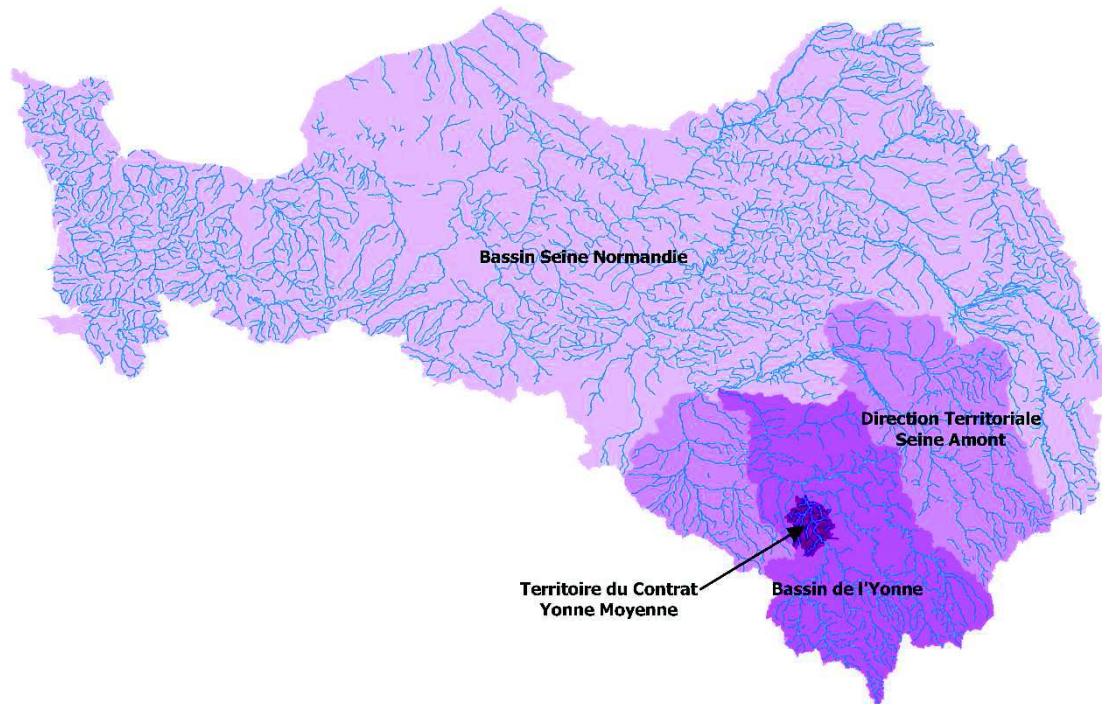 Bassin Seine Normandie
Direction Territoriale
Seine Amont
Territoire du Contrat
Yonne Moyenne
Bassin de l'Yonne